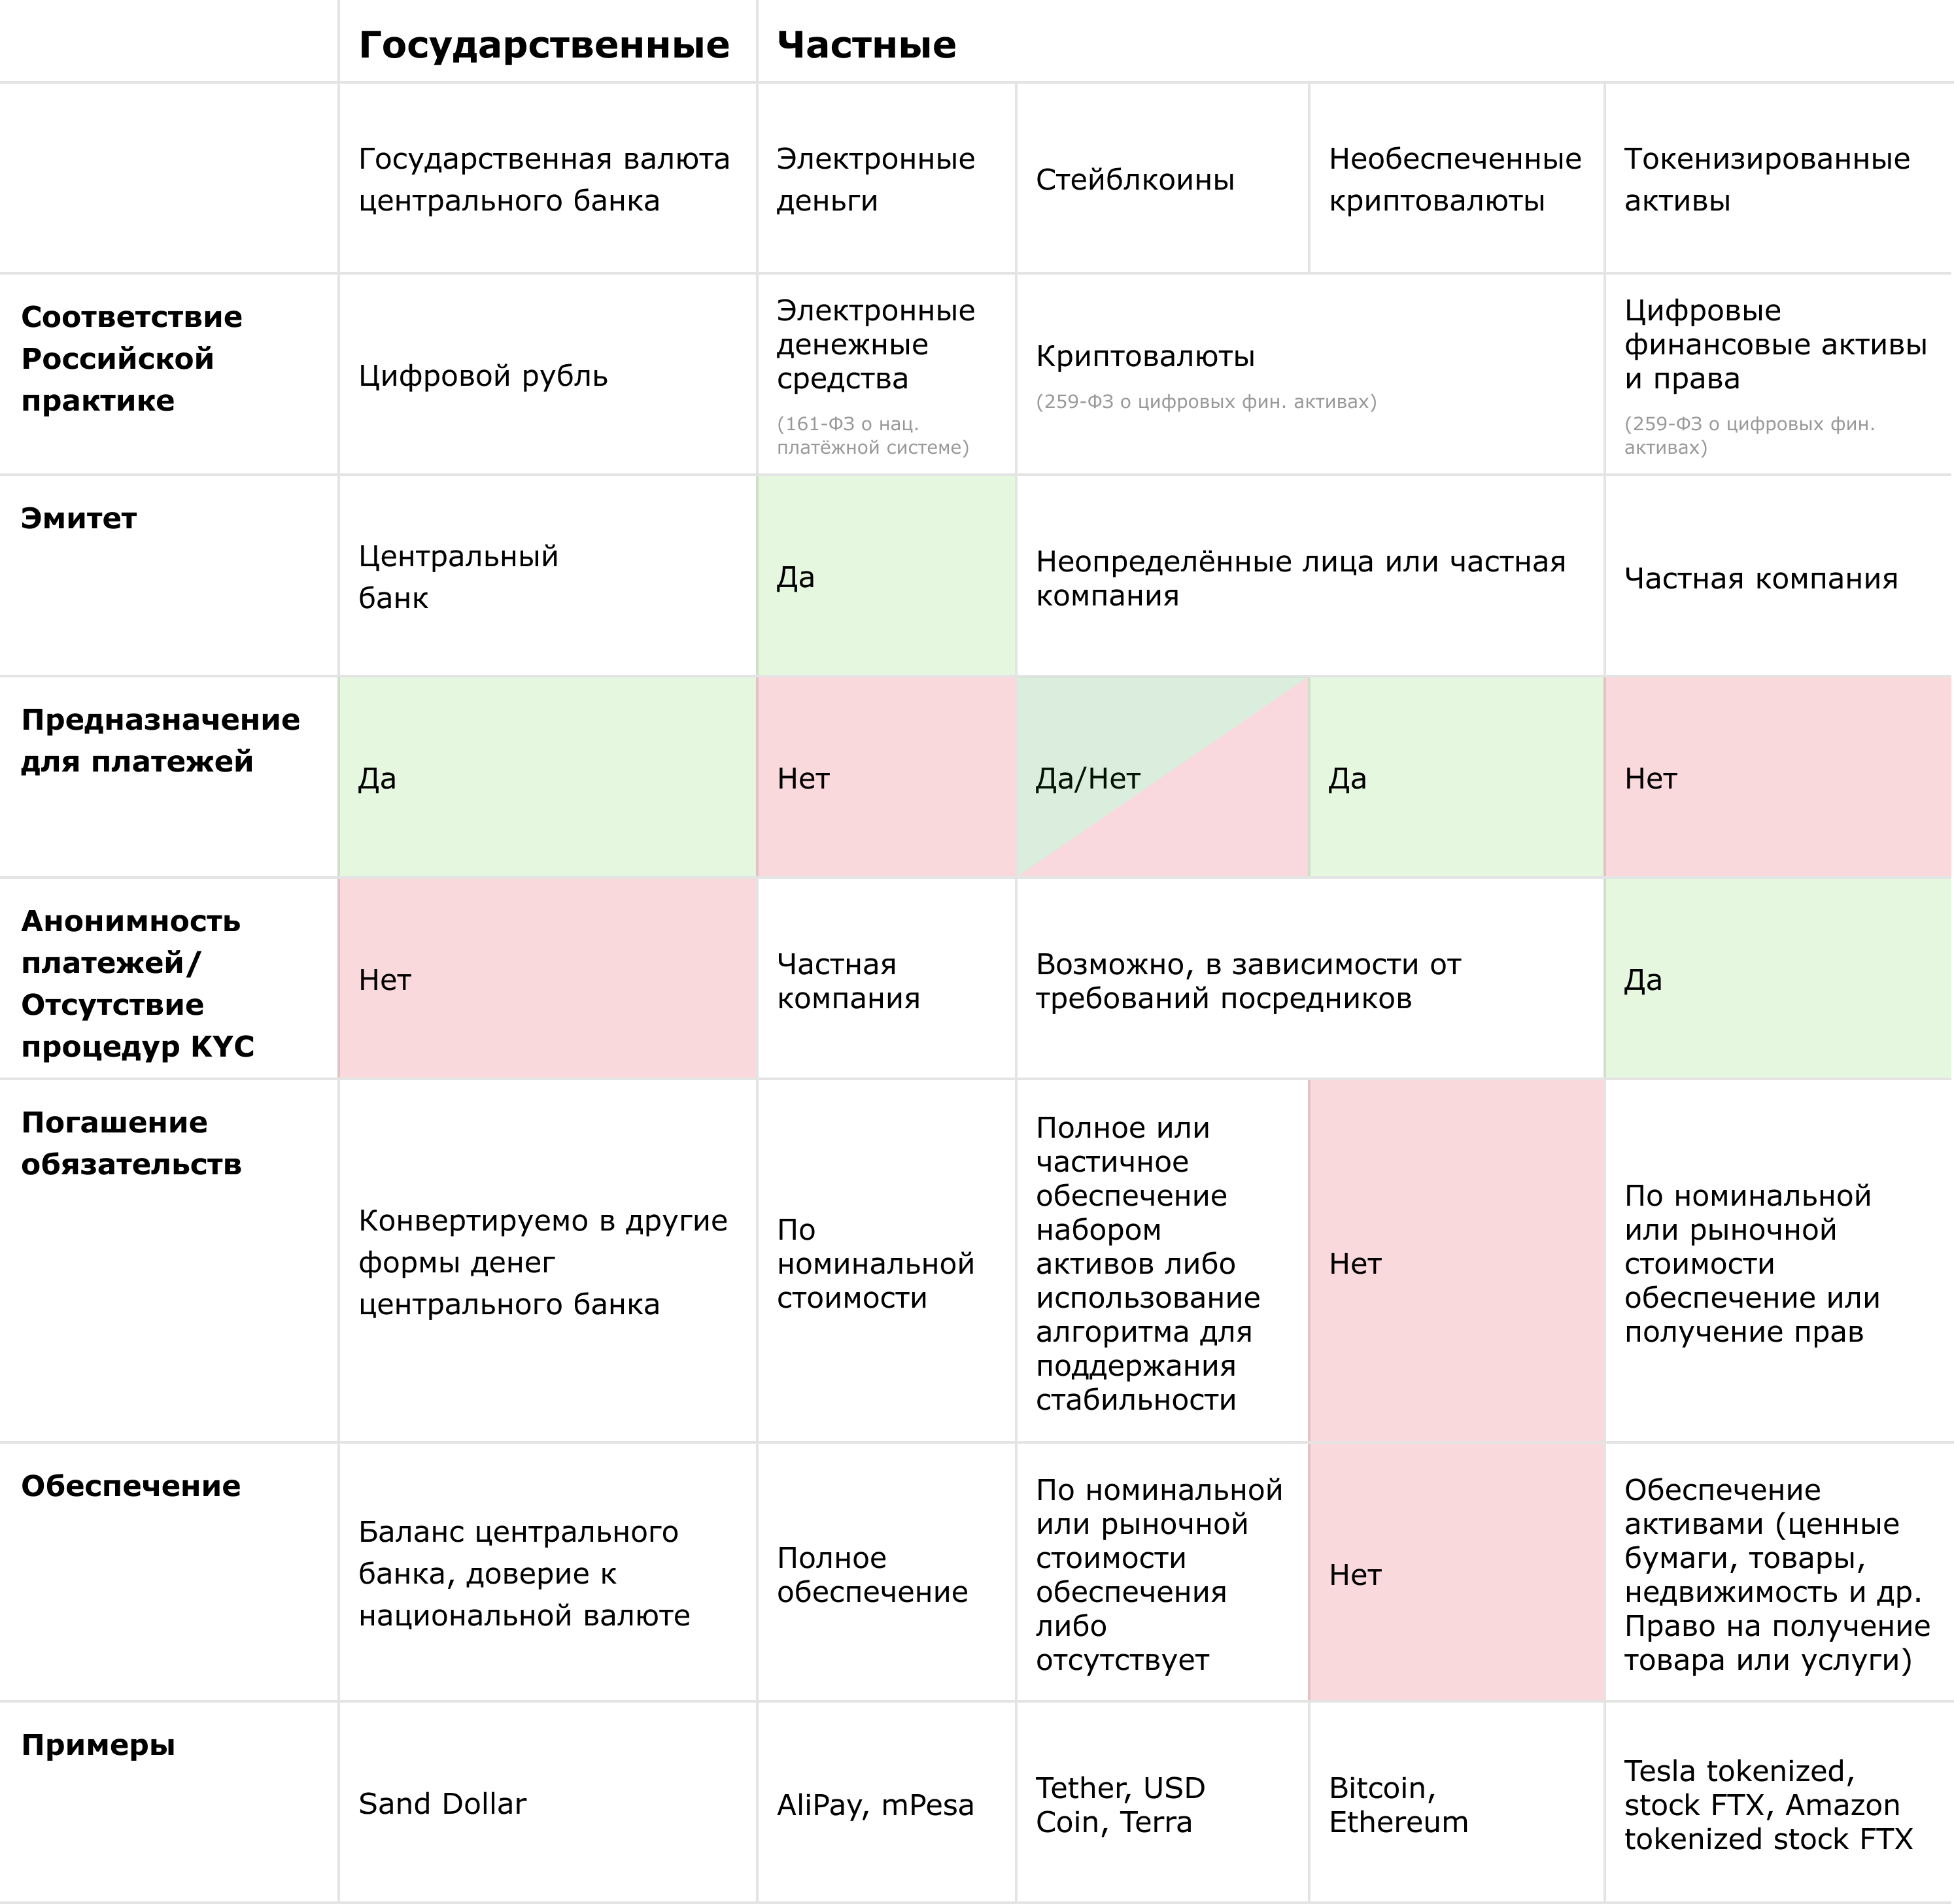 Государственные
Частные
Государственная валюта
центрального банка
Электронные
деньги
Стейблкоины
Необеспеченные
криптовалюты
Токенизированные
активы
Соответствие
Российской
практике
Цифровой рубль
Электронные
денежные
средства
(161-ФЗ о нац.
платёжной системе)
Криптовалюты
(259-ФЗ о цифровых фин. активах)
Цифровые
финансовые активы
и права
(259-ФЗ о цифровых фин.
активах)
Эмитет
Центральный
банк
Да
Неопределённые лица или частная
компания
Частная компания
Предназначение
для платежей
Да
Нет
Да/Нет
Да
Нет
Анонимность
платежей/
Отсутствие
процедур KYC
Нет
Частная
компания
Возможно, в зависимости от
требований посредников
Да
Погашение
обязательств
Конвертируемо в другие
формы денег
центрального банка
По
номинальной
стоимости
Полное или
частичное
обеспечение
набором
активов либо
использование
алгоритма для
поддержания
стабильности
Нет
По номинальной
или рыночной
стоимости
обеспечение или
получение прав
Обеспечение
Баланс центрального
банка, доверие к
национальной валюте
Полное
обеспечение
По номинальной
или рыночной
стоимости
обеспечения
либо
отсутствует
Нет
Обеспечение
активами (ценные
бумаги, товары,
недвижимость и др.
Право на получение
товара или услуги)
Примеры
Sand Dollar
AliPay, mPesa
Tether, USD
Coin, Terra
Bitcoin,
Ethereum
Tesla tokenized,
stock FTX, Amazon
tokenized stock FTX